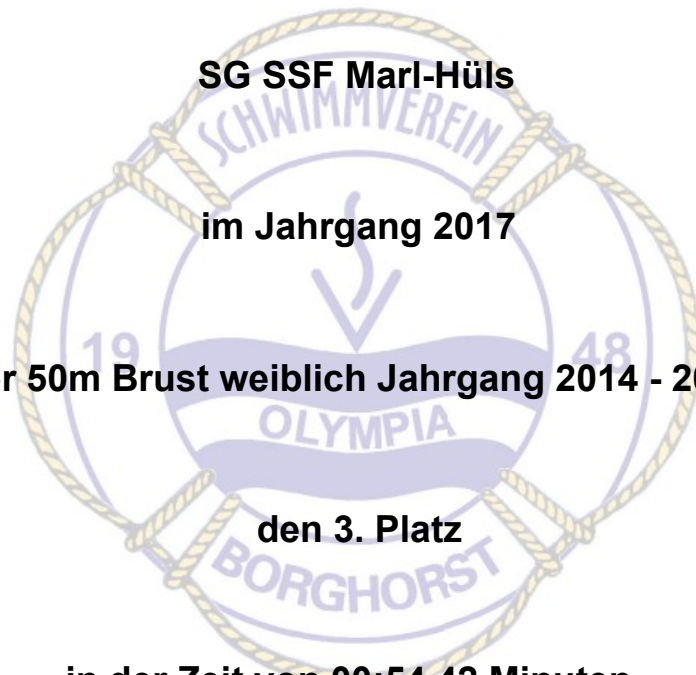 SG SSF Marl-Hüls
SCHWIMMVEREIN
im Jahrgang 2017
19 48
50m Brust weiblich Jahrgang 2014 -
OLYMPIA
den 3. Platz
BORGHORST
in der Zeit von 00:54,42 Minuten